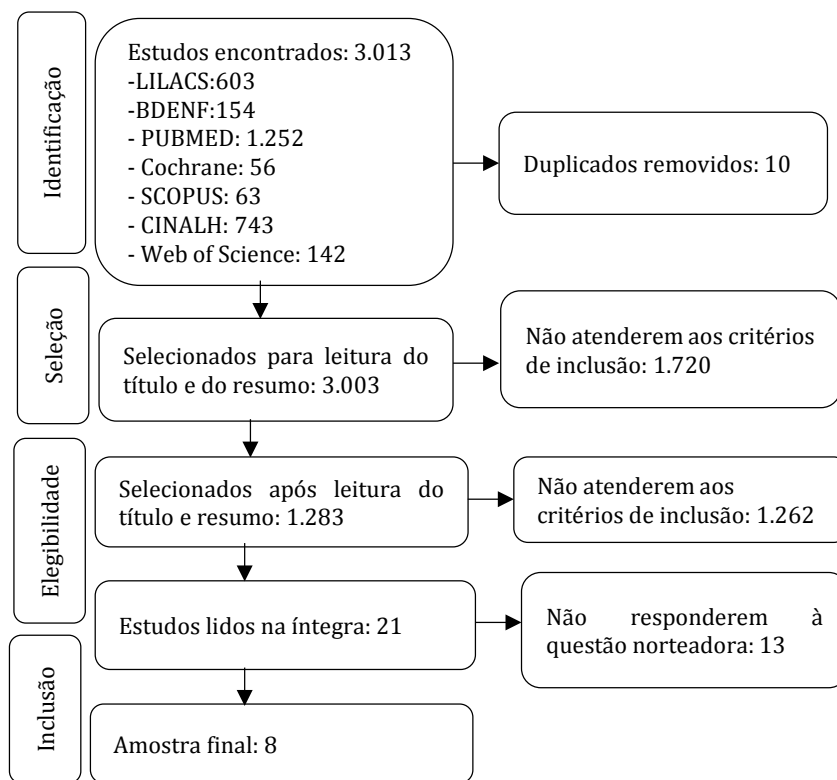 Identificação
Estudos encontrados: 3.013
-LILACS:603
-BDENF:154
- PUBMED: 1.252
- Cochrane: 56
- SCOPUS: 63
- CINALH: 743
- Web of Science: 142
Duplicados removidos: 10
Seleção
Selecionados para leitura do
título e do resumo: 3.003
Não atenderem aos critérios
de inclusão: 1.720
Elegibilidade
Selecionados após leitura do
título e resumo: 1.283
Não atenderem aos
critérios de inclusão: 1.262
Estudos lidos na íntegra: 21
Não responderem à
questão norteadora: 13
Inclusão
Amostra final: 8